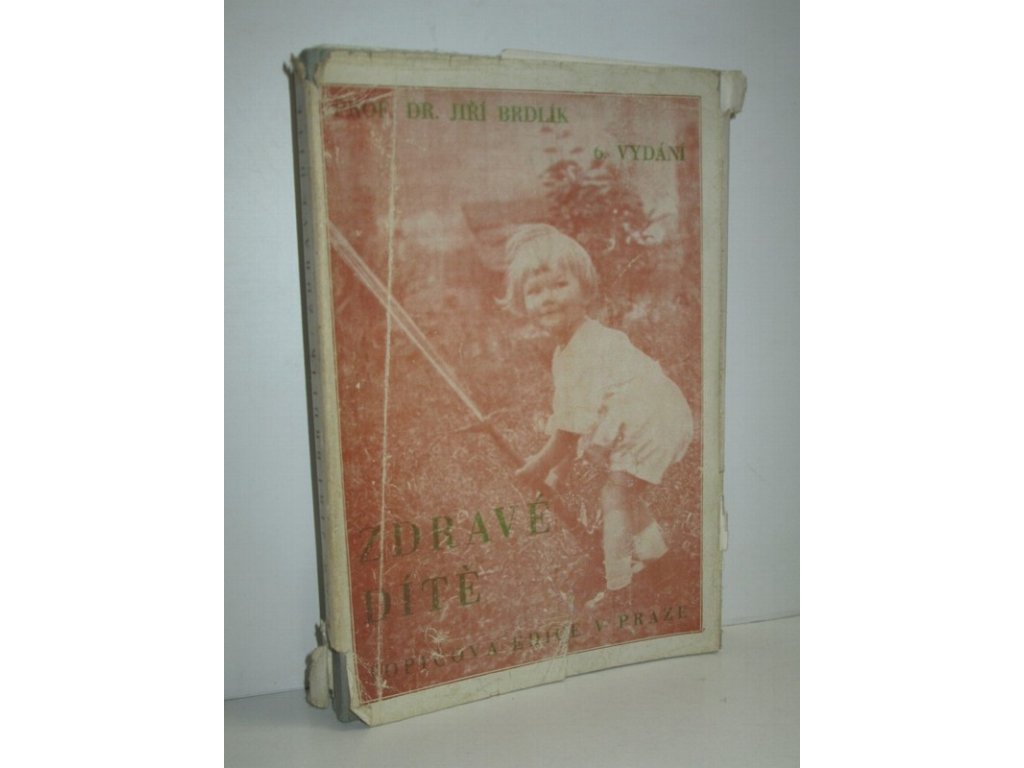 PROF. DR. JIŘÍ BRDLÍK
6. VYDÁNÍ
ZDRAVÉ
DÍTĚ
TOPIČOVA EDICE V PRAZE